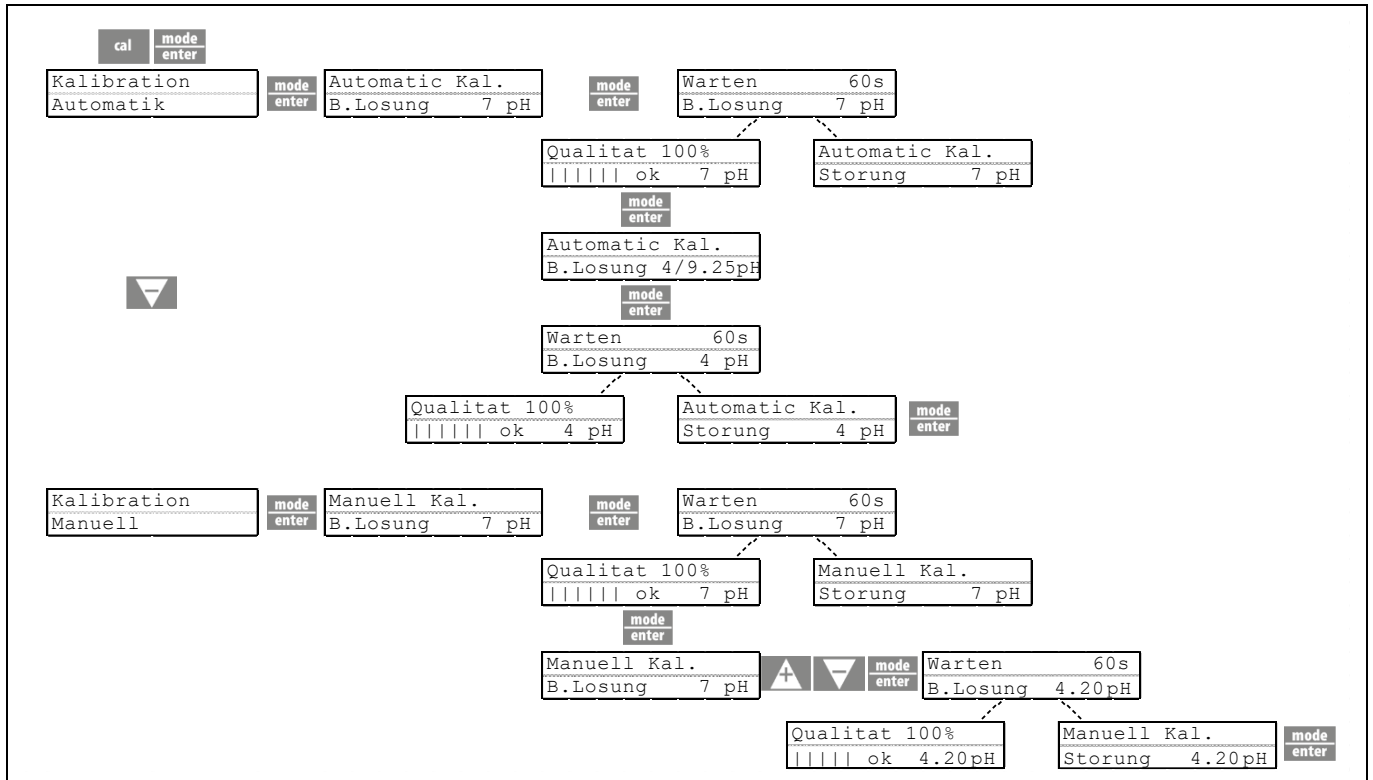 cal
mode
enter
Kalibration
Automatik
mode
enter
Automatic Kal.
B.Losung 7 pH
mode
enter
Warten 60s
B.Losung 7 pH
Qualitat 100%
|||||| ok 7 pH
Automatic Kal.
Storung 7 pH
mode
enter
Automatic Kal.
B.Losung 4/9.25pH
−
mode
enter
Warten 60s
B.Losung 4 pH
Qualitat 100%
|||||| ok 4 pH
Automatic Kal.
Storung 4 pH
mode
enter
Kalibration
Manuell
mode
enter
Manuell Kal.
B.Losung 7 pH
mode
enter
Warten 60s
B.Losung 7 pH
Qualitat 100%
|||||| ok 7 pH
Manuell Kal.
Storung 7 pH
mode
enter
Manuell Kal.
B.Losung 7 pH
+
−
mode
enter
Warten 60s
B.Losung 4.20pH
Qualitat 100%
||||| ok 4.20pH
Manuell Kal.
Storung 4.20pH
mode
enter